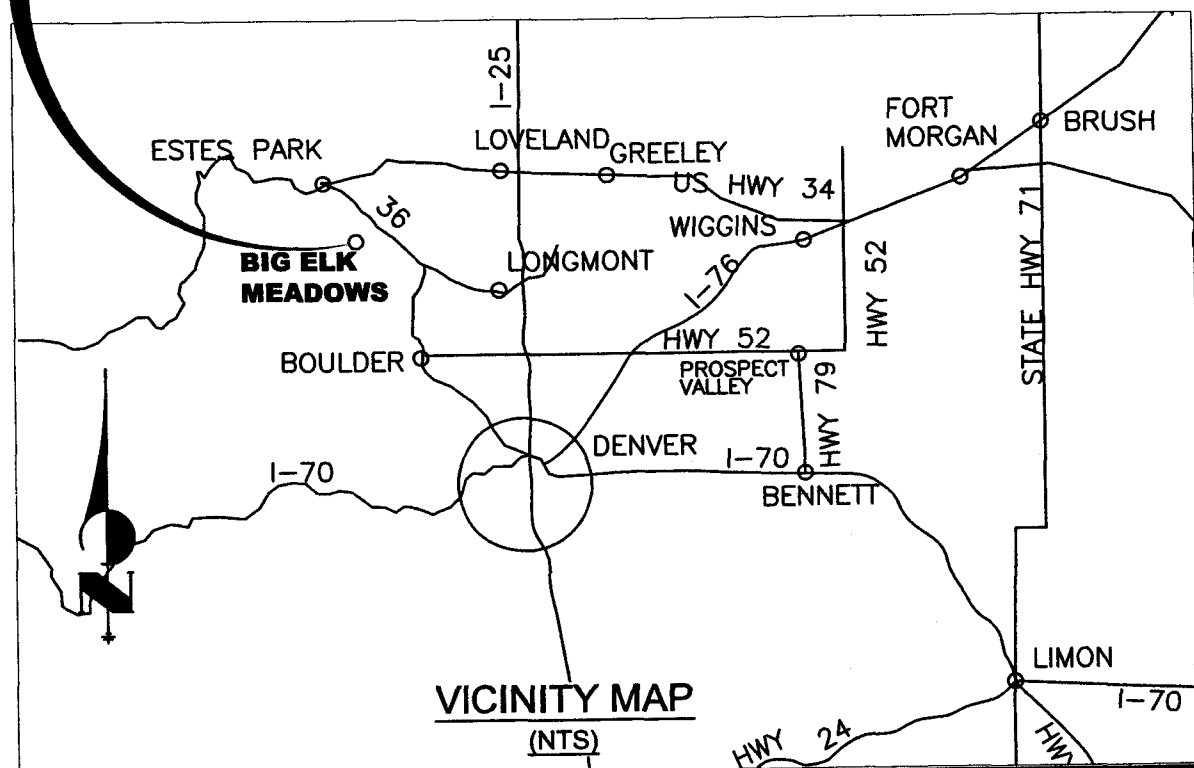 I-25
FORT
MORGAN
BRUSH
ESTES PARK
LOVELAND
GREELEY
US HWY 34
36
WIGGINS
BIG ELK
MEADOWS
LONGMONT
I-76
HWY 52
STATE HWY 71
HWY 52
BOULDER
PROSPECT
VALLEY
HWY 79
DENVER
I-70
I-70
BENNETT
N
LIMON
I-70
VICINITY MAP
(NTS)
HWY 24
HWY